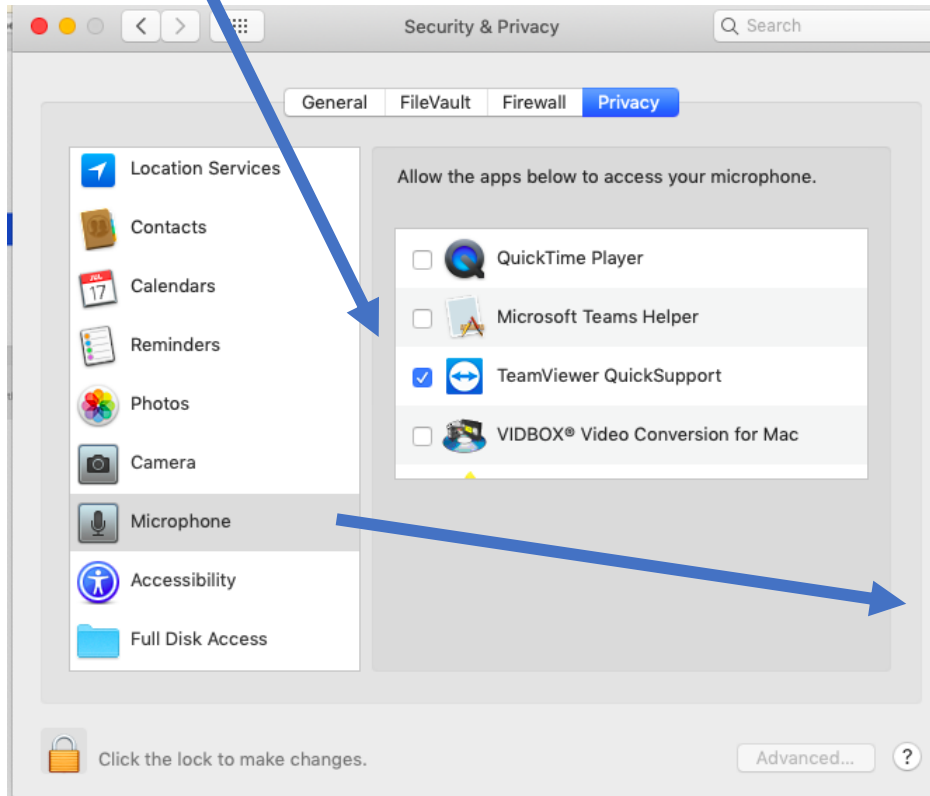 Security & Privacy
Search
General FileVault Firewall Privacy
Location Services
Contacts
Calendars
Reminders
Photos
Camera
Microphone
Accessibility
Full Disk Access
Allow the apps below to access your microphone.
QuickTime Player
Microsoft Teams Helper
TeamViewer QuickSupport
VIDBOX® Video Conversion for Mac
JUL
17
Click the lock to make changes.
Advanced...
?